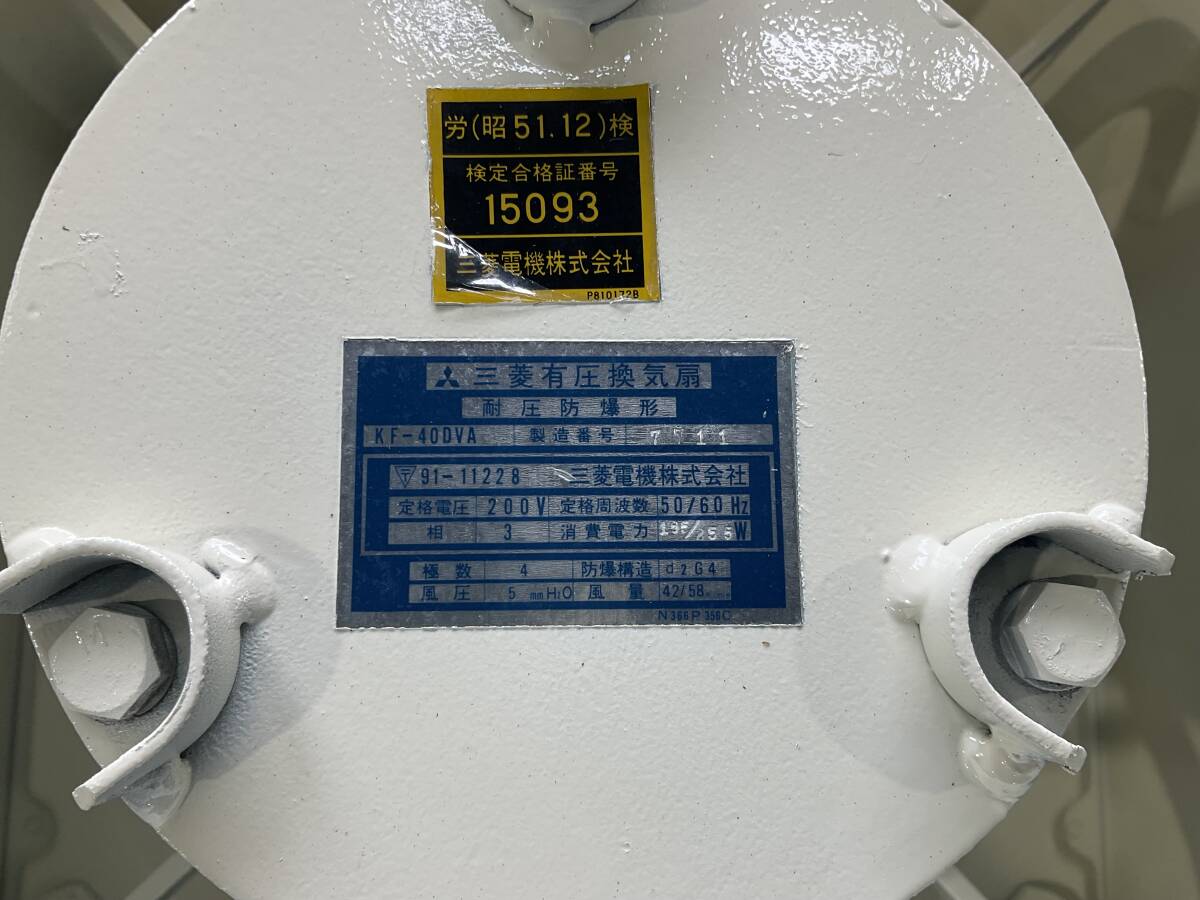 労(昭51.12)検
検定合格証番号
15093
三菱電機株式会社
P810172B
三菱有圧換気扇
耐圧防爆形
KF-40DVA 製造番号 7711
〒91-11228 三菱電機株式会社
定格電圧 200V 定格周波数 50/60Hz
相 3 消費電力 W
極数 4 防爆構造 d2G4
風圧 5 mmH2O 風量 42/58